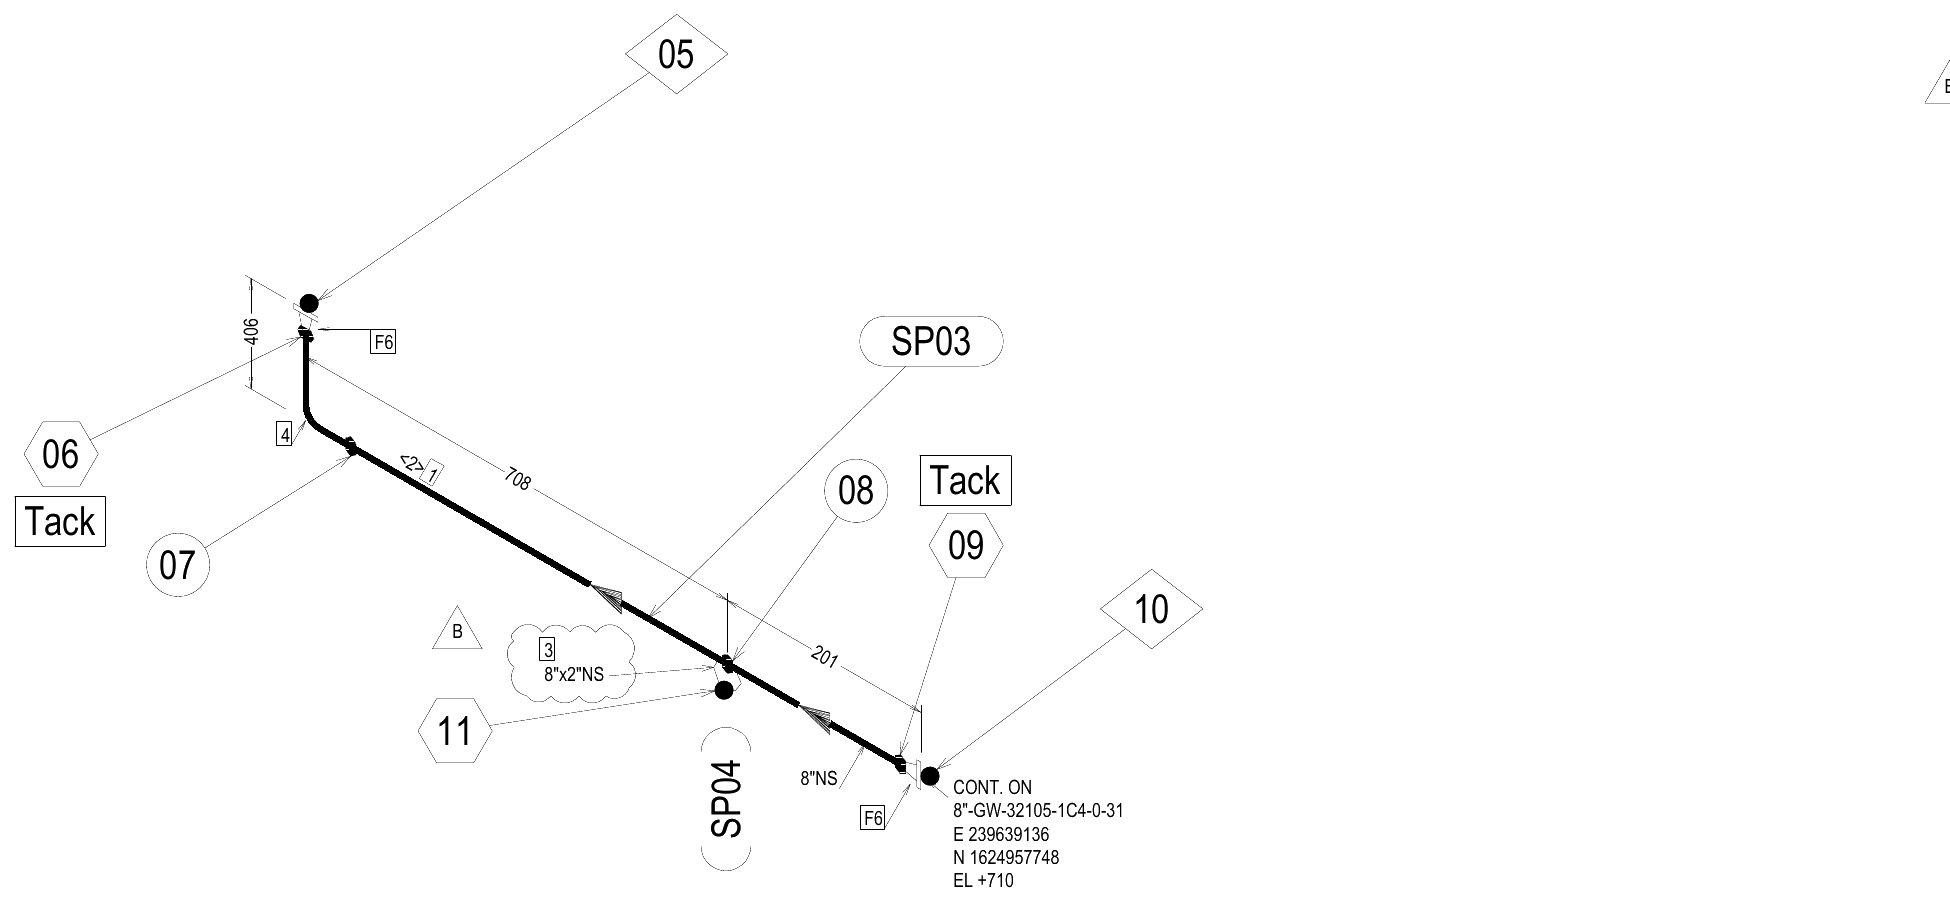 05
E
406
F6
SP03
4
06
Tack
<2>
1
708
08
Tack
07
09
10
B
3
8"x2"NS
201
11
SP04
8"NS
F6
CONT. ON
8"-GW-32105-1C4-0-31
E 239639136
N 1624957748
EL +710